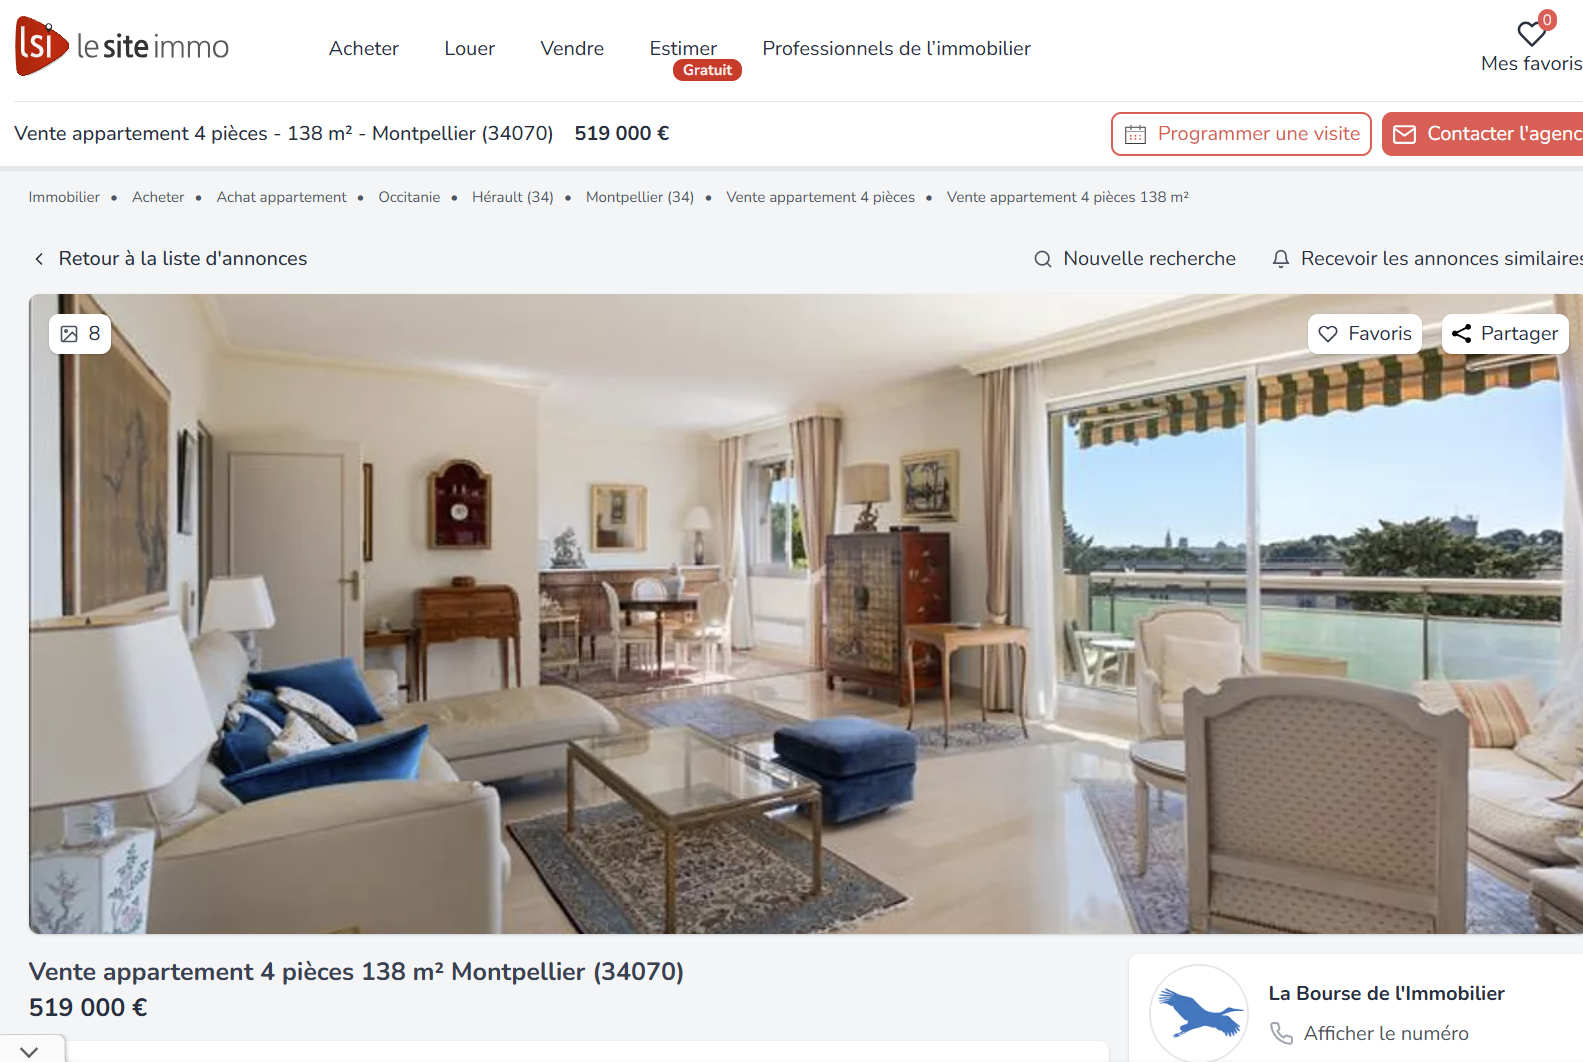 lsi le site immo
Acheter Louer Vendre Estimer Professionnels de l'immobilier
Gratuit
0
Mes favoris
Vente appartement 4 pièces - 138 m² - Montpellier (34070) 519 000 €
Programmer une visite
Contacter l'agenc
Immobilier • Acheter • Achat appartement • Occitanie • Hérault (34) • Montpellier (34) • Vente appartement 4 pièces • Vente appartement 4 pièces 138 m²
Retour à la liste d'annonces
Nouvelle recherche
Recevoir les annonces similaires
8
Favoris
Partager
Vente appartement 4 pièces 138 m² Montpellier (34070)
519 000 €
La Bourse de l'Immobilier
Afficher le numéro